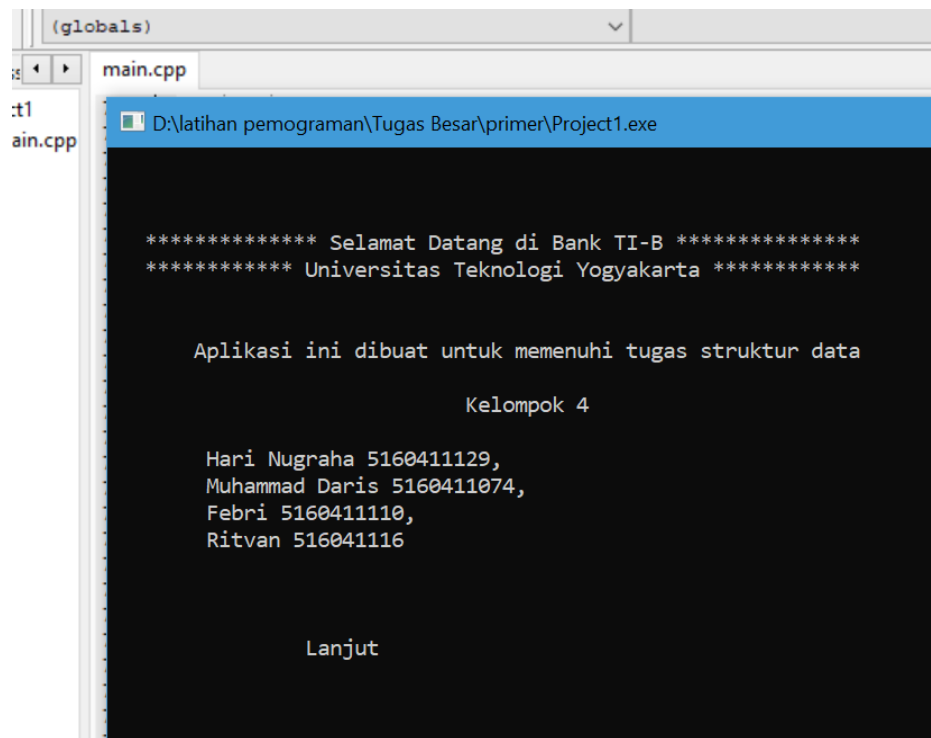 (globals)
main.cpp
ct1
ain.cpp
D:\latihan pemograman\Tugas Besar\primer\Project1.exe
************** Selamat Datang di Bank TI-B ***************
************ Universitas Teknologi Yogyakarta ************
Aplikasi ini dibuat untuk memenuhi tugas struktur data
Kelompok 4
Hari Nugraha 5160411129,
Muhammad Daris 5160411074,
Febri 5160411110,
Ritvan 516041116
Lanjut